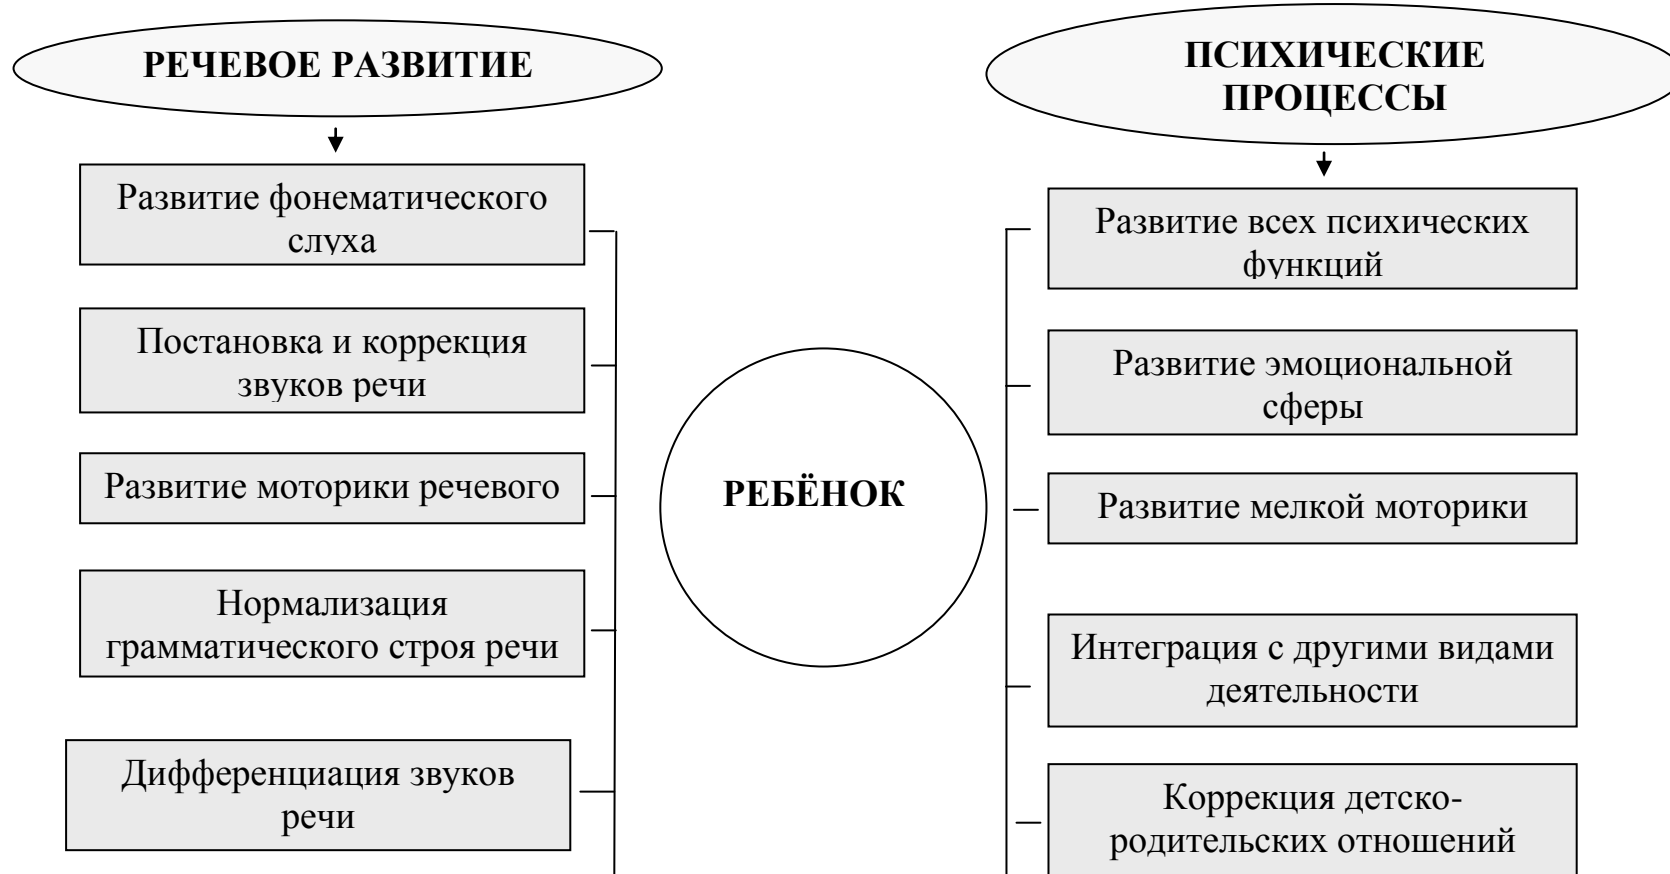 РЕЧЕВОЕ РАЗВИТИЕ
Развитие фонематического
слуха
Постановка и коррекция
звуков речи
Развитие моторики речевого
Нормализация
грамматического строя речи
Дифференциация звуков
речи
РЕБЁНОК
ПСИХИЧЕСКИЕ
ПРОЦЕССЫ
Развитие всех психических
функций
Развитие эмоциональной
сферы
Развитие мелкой моторики
Интеграция с другими видами
деятельности
Коррекция детско-
родительских отношений